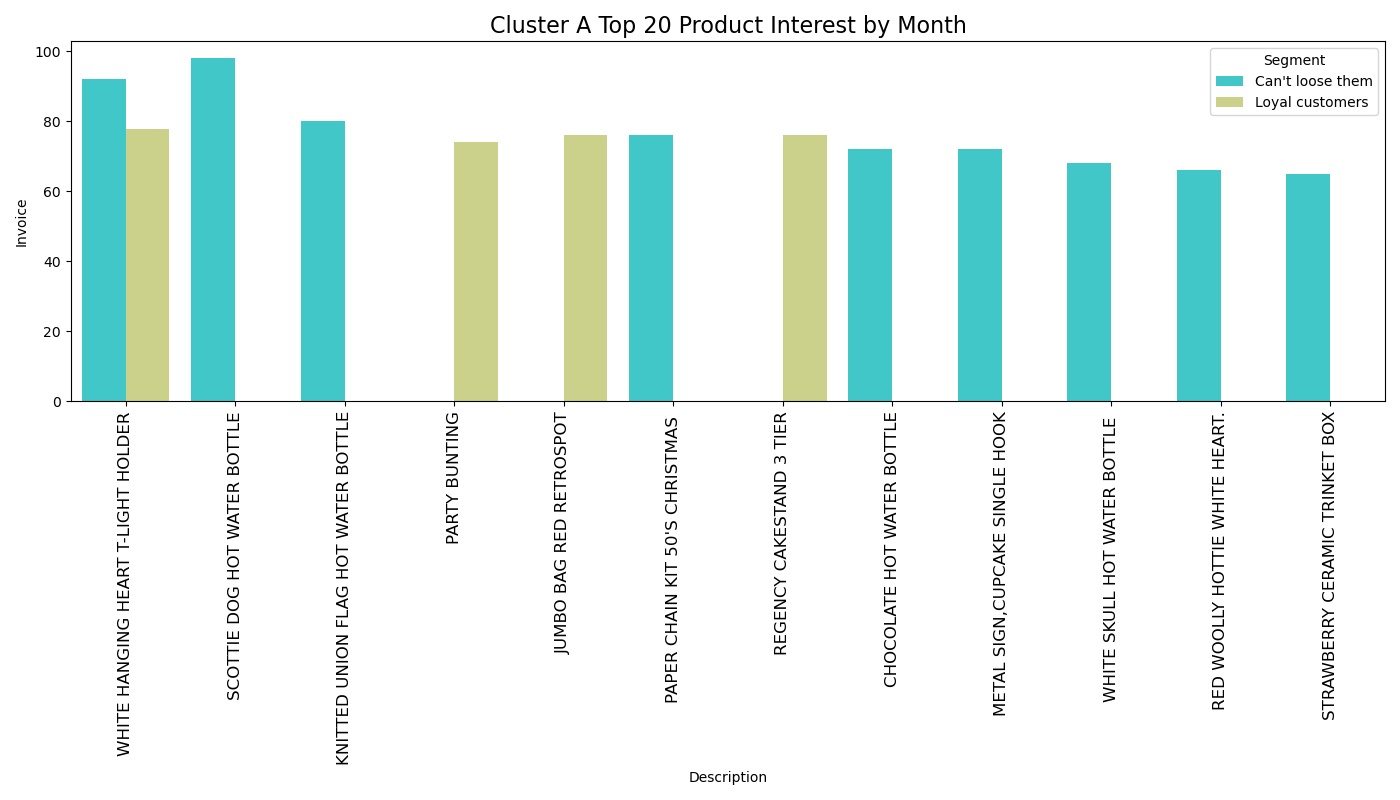 Cluster A Top 20 Product Interest by Month
Segment
Can't loose them
Loyal customers
Invoice
100
80
60
40
20
0
WHITE HANGING HEART T-LIGHT HOLDER
SCOTTIE DOG HOT WATER BOTTLE
KNITTED UNION FLAG HOT WATER BOTTLE
PARTY BUNTING
JUMBO BAG RED RETROSPOT
PAPER CHAIN KIT 50'S CHRISTMAS
REGENCY CAKESTAND 3 TIER
CHOCOLATE HOT WATER BOTTLE
METAL SIGN,CUPCAKE SINGLE HOOK
WHITE SKULL HOT WATER BOTTLE
RED WOOLLY HOTTIE WHITE HEART.
STRAWBERRY CERAMIC TRINKET BOX
Description